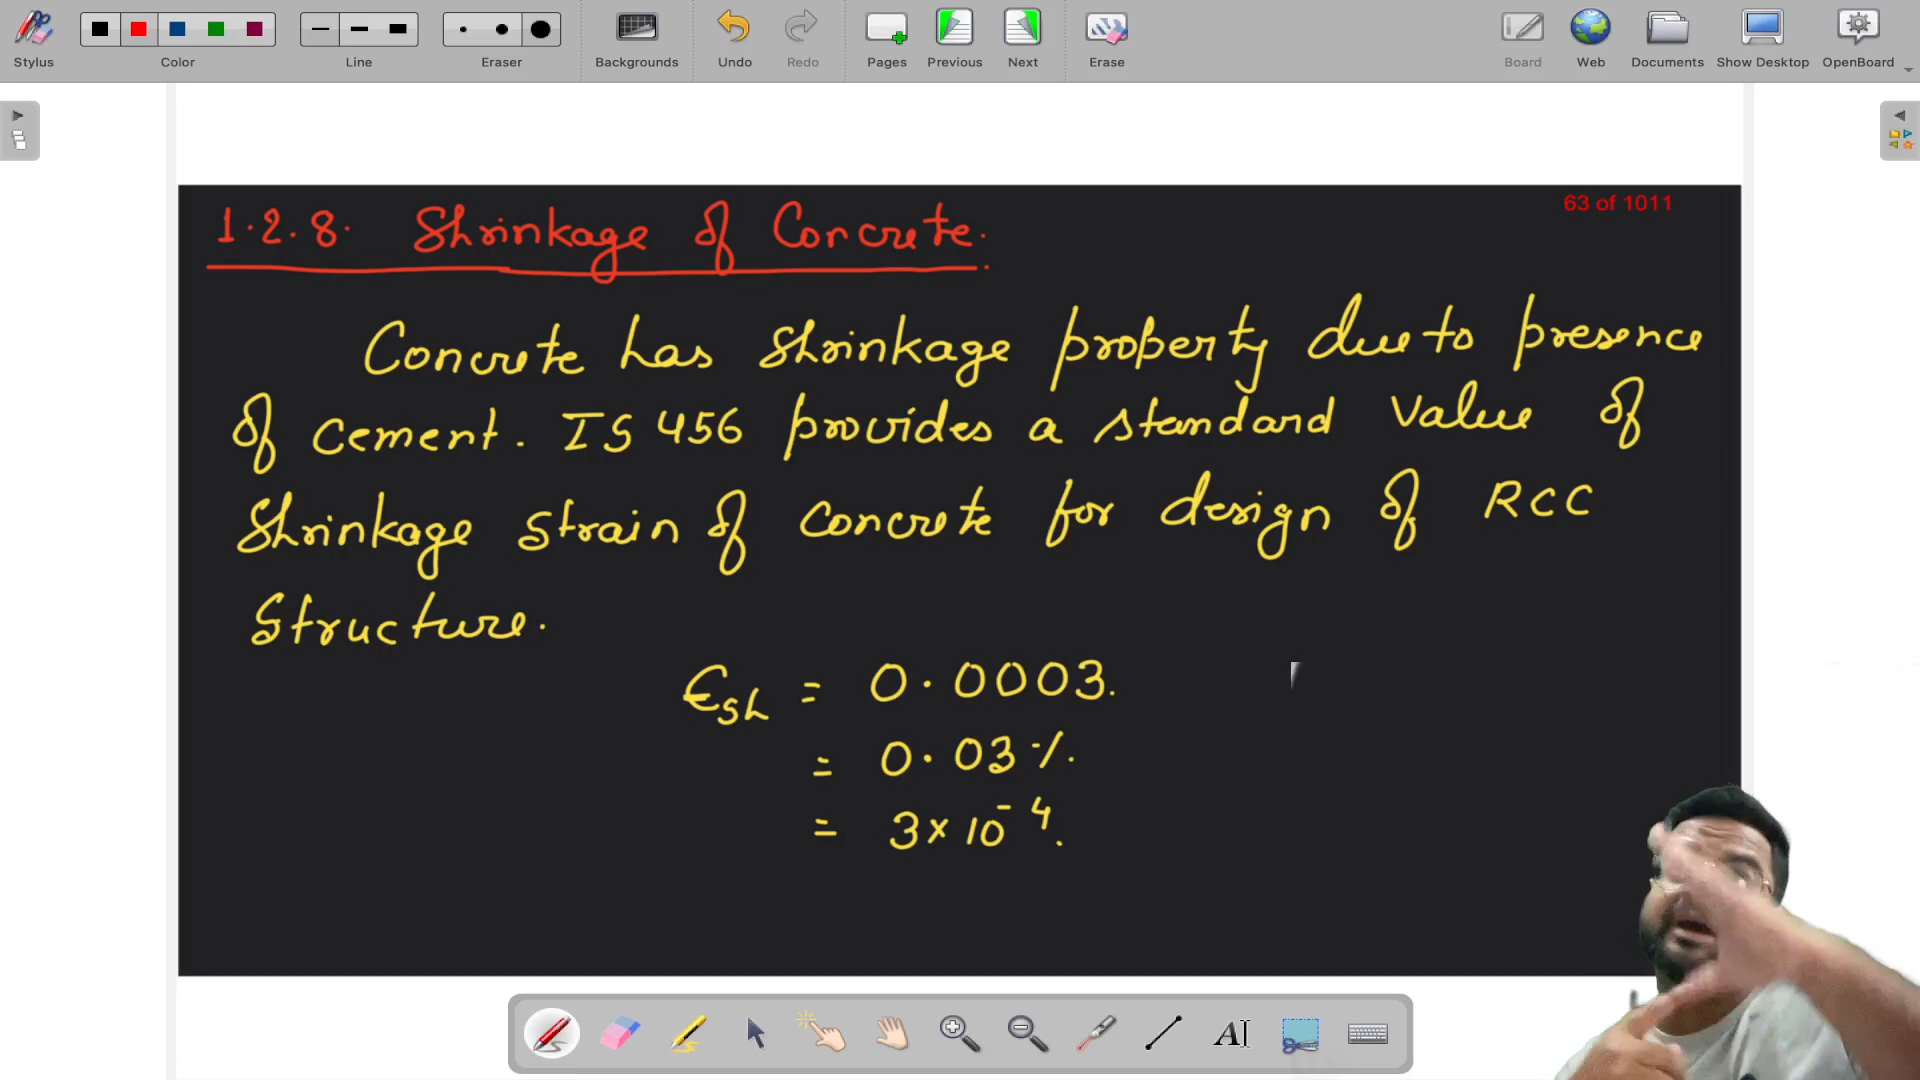 Stylus
Color
Line
Eraser
Backgrounds
Undo
Redo
Pages
Previous
Next
Erase
Board
Web
Documents
Show Desktop
OpenBoard
63 of 1011
1.2.8. Shrinkage of Concrete.
Concrete has shrinkage property due to presence
of cement. IS 456 provides a standard value of
shrinkage strain of concrete for design of RCC
structure.
€sh = 0.0003.
= 0.03%.
= 3×10⁻⁴.
AI